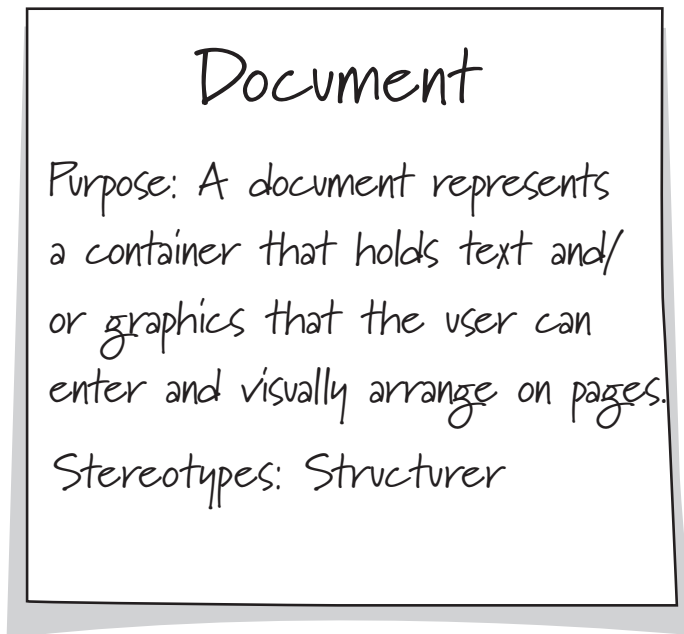 Document
Purpose: A document represents
a container that holds text and/
or graphics that the user can
enter and visually arrange on pages.
Stereotypes: Structurer